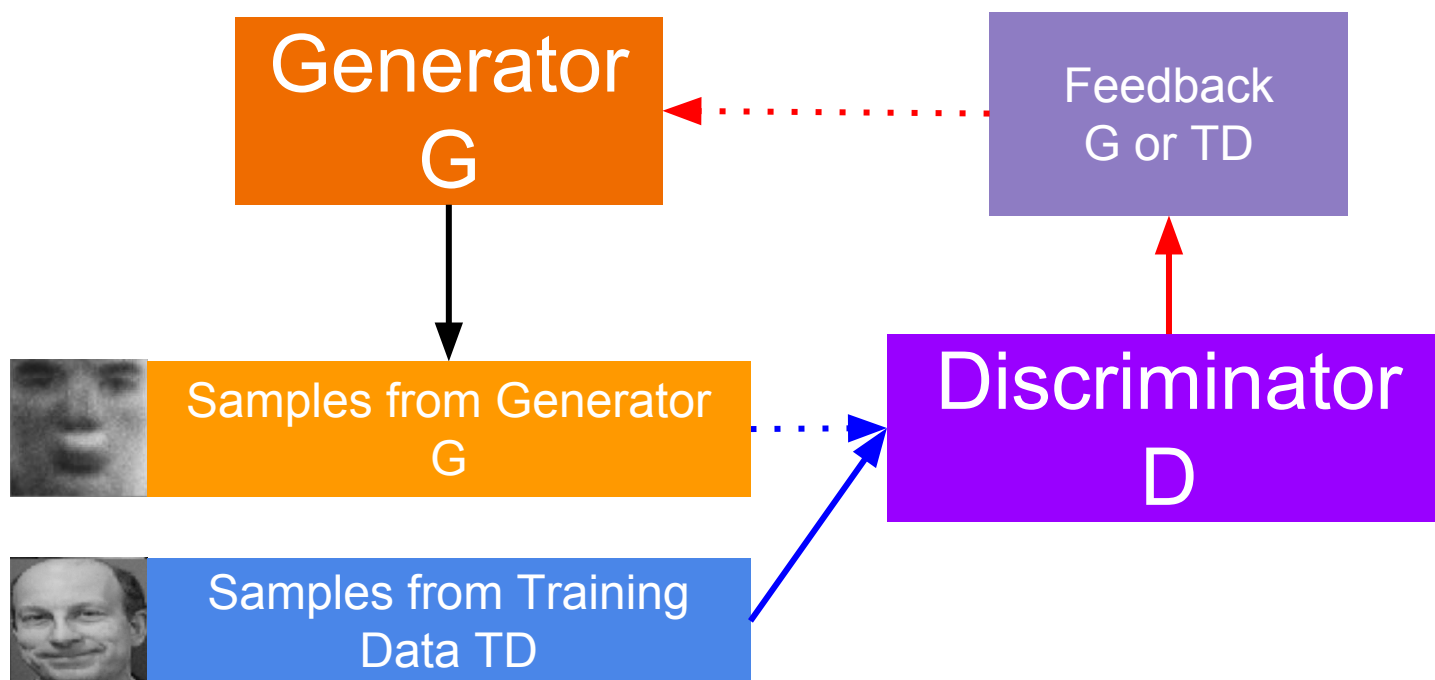 Generator
G
Feedback
G or TD
Samples from Generator
G
Discriminator
D
Samples from Training
Data TD